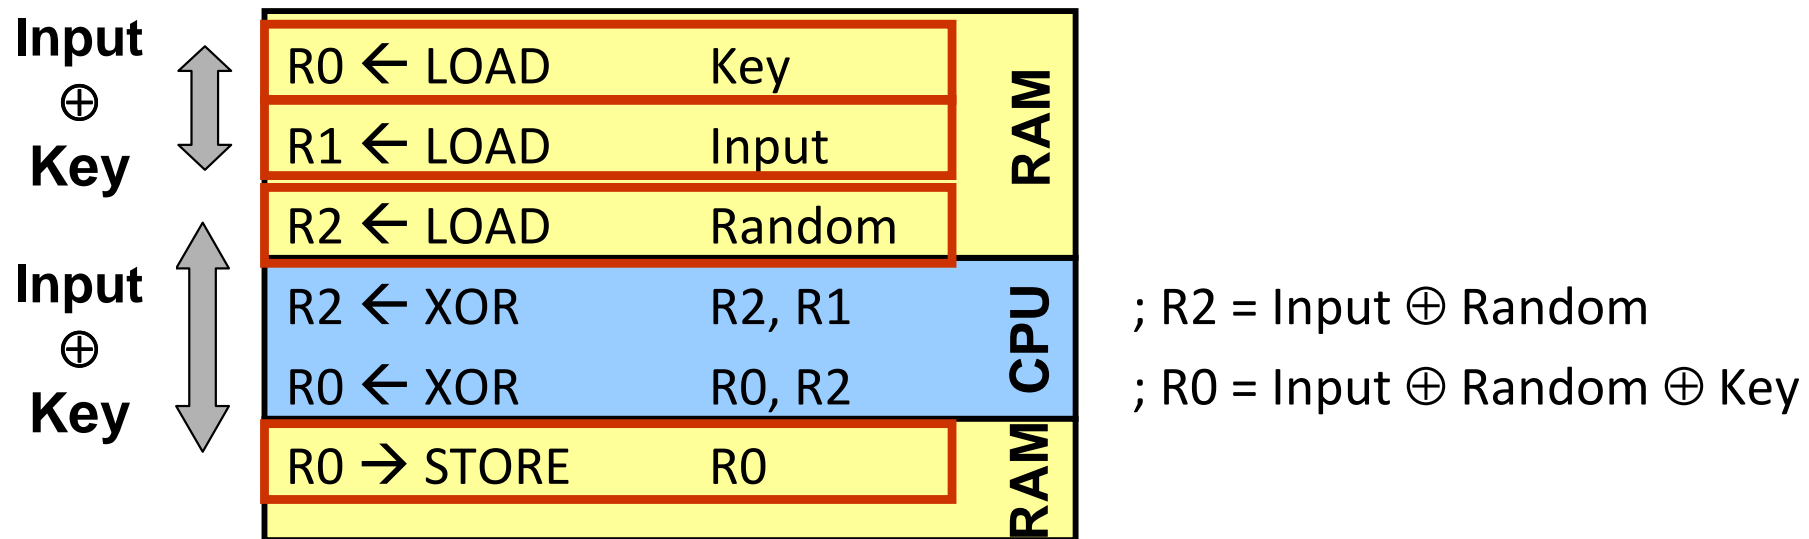 Input
⊕
Key
Input
⊕
Key
R0 ← LOAD Key
R1 ← LOAD Input
R2 ← LOAD Random
RAM
R2 ← XOR R2, R1 ; R2 = Input ⊕ Random
R0 ← XOR R0, R2 ; R0 = Input ⊕ Random ⊕ Key
CPU
R0 → STORE R0
RAM